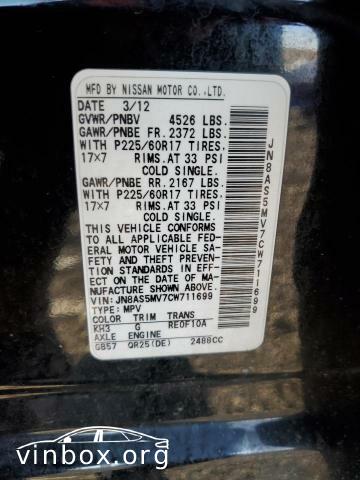 MFD BY NISSAN MOTOR CO.,LTD.
DATE 3/12
GVWR/PNBV 4526 LBS.
GAWR/PNBE FR. 2372 LBS.
WITH P225/60R17 TIRES,
17×7 RIMS.AT 33 PSI
COLD SINGLE.
GAWR/PNBE RR. 2167 LBS.
WITH P225/60R17 TIRES,
17×7 RIMS.AT 33 PSI
COLD SINGLE.
THIS VEHICLE CONFORMS
TO ALL APPLICABLE FED-
ERAL MOTOR VEHICLE SA-
FETY AND THEFT PREVENTION
STANDARDS IN EFFECT
ON THE DATE OF MA-
NUFACTURE SHOWN ABOVE.
VIN:JN8AS5MV7CW711699
TYPE:MPV
COLOR TRIM TRANS
KH3 G RE0F10A
AXLE ENGINE
GB57 QR25(DE) 2488CC
JN8AS5MV7CW711699
vinbox.org